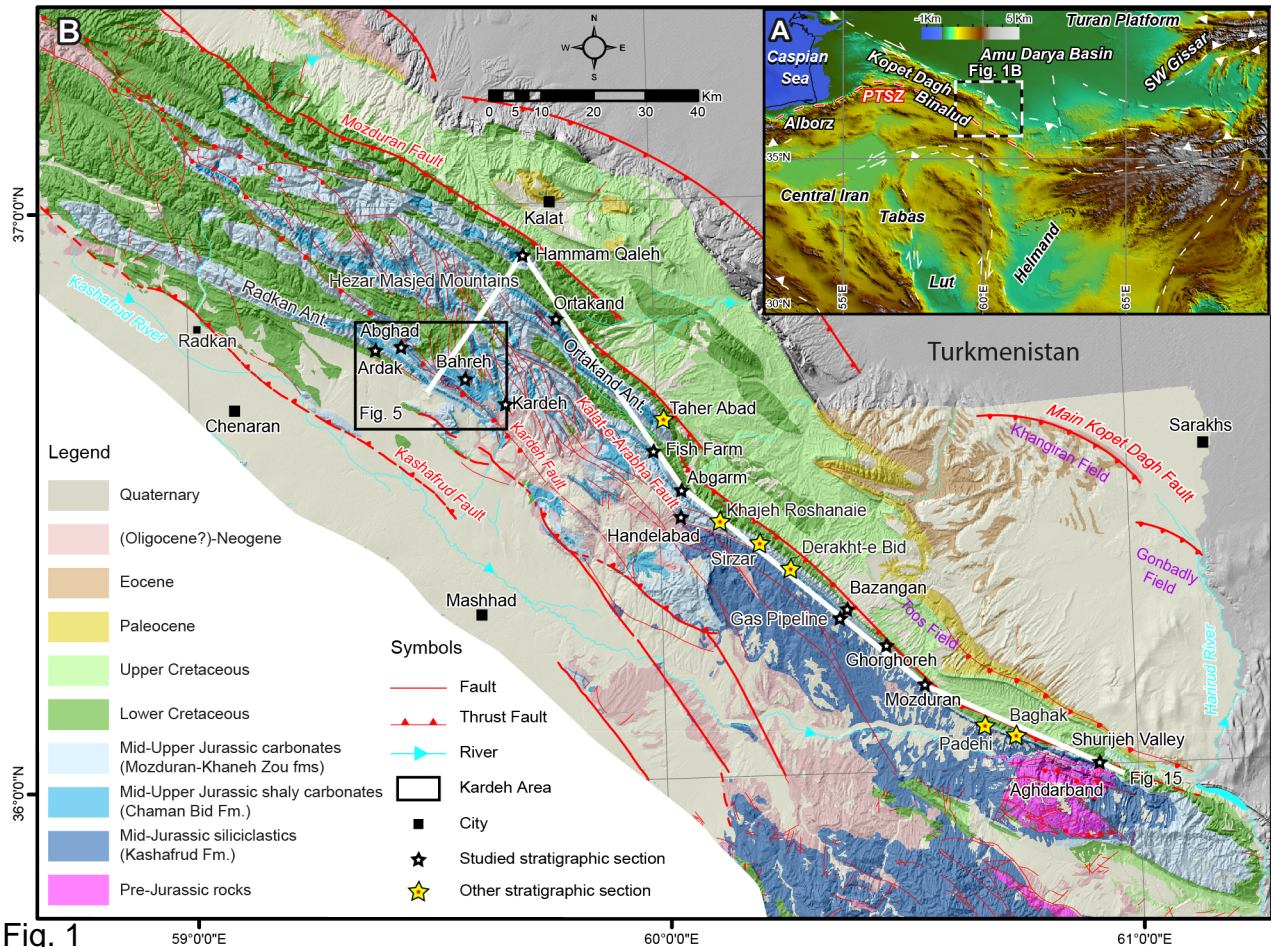 B
N
W
E
S
0
10
20
30
40
Km
A
-1Km
5 Km
Turan Platform
Caspian
Sea
Amu Darya Basin
SW Gissar
Kopet Dagh
Fig. 1B
PTSZ
Binalud
Alborz
35°N
Central Iran
Tabas
Helmand
Lut
30°N
55°E
60°E
65°E
37°0'0"N
36°0'0"N
Mozduran Fault
Kalat
Hammam Qaleh
Hezar Masjed Mountains
Kashafrud River
Radkan Ant.
Ortakand
Radkan
Abghad
Ardak
Bahreh
Ortakand Ant.
Turkmenistan
Fig. 5
Kardeh
Taher Abad
Chenaran
Kalat-e-Arabha Fault
Kardeh Fault
Fish Farm
Main Kopet Dagh Fault
Khangiran Field
Sarakhs
Kashafrud Fault
Abgarm
Khajeh Roshanaie
Handelabad
Sirzar
Derakht-e Bid
Gonbadly
Field
Mashhad
Bazangan
Gas Pipeline
Toos Field
Ghorghoreh
Harirud River
Mozduran
Baghak
Padehi
Shurijeh Valley
Fig. 15
Aghdarband
Legend
Quaternary
(Oligocene?)-Neogene
Eocene
Paleocene
Upper Cretaceous
Lower Cretaceous
Mid-Upper Jurassic carbonates
(Mozduran-Khaneh Zou fms)
Mid-Upper Jurassic shaly carbonates
(Chaman Bid Fm.)
Mid-Jurassic siliciclastics
(Kashafrud Fm.)
Pre-Jurassic rocks
Symbols
Fault
Thrust Fault
River
Kardeh Area
City
Studied stratigraphic section
Other stratigraphic section
Fig. 1
59°0'0"E
60°0'0"E
61°0'0"E